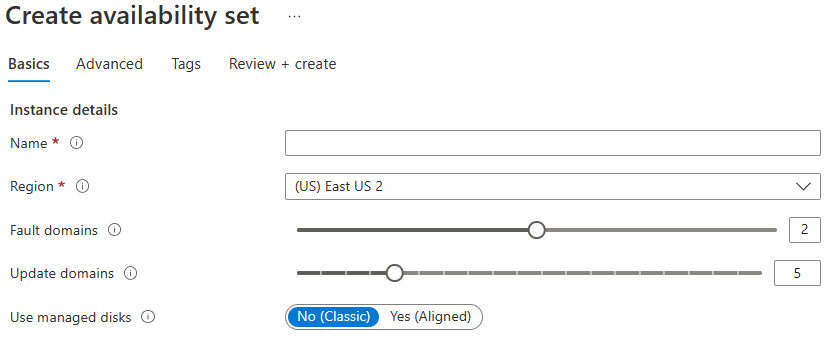 Create availability set ...
Basics Advanced Tags Review + create
Instance details
Name *
Region * (US) East US 2
Fault domains 2
Update domains 5
Use managed disks No (Classic) Yes (Aligned)